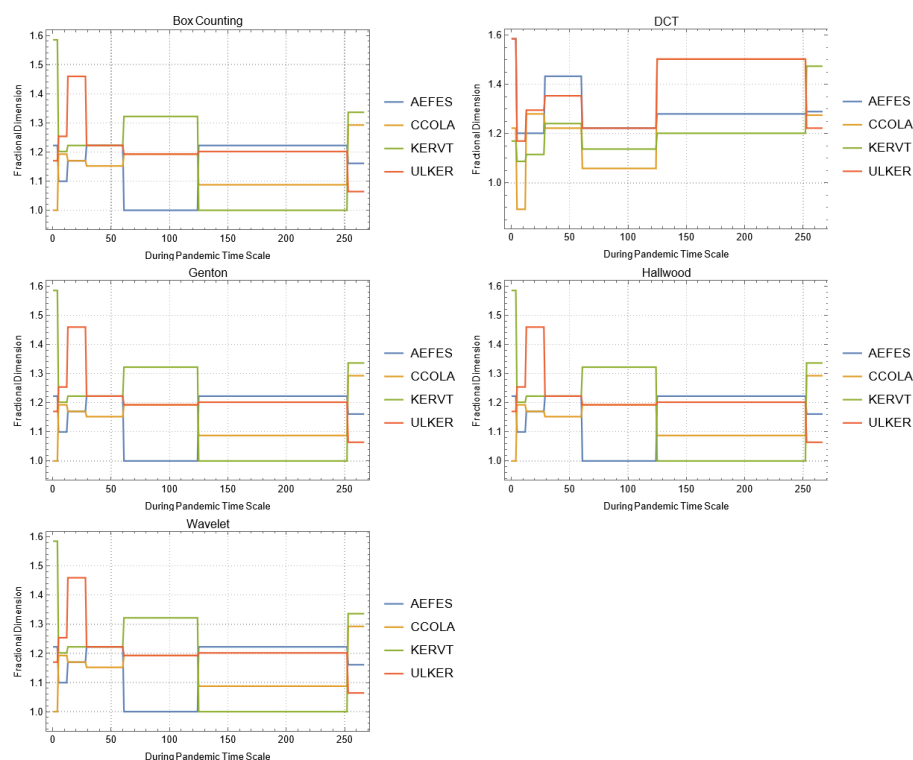 Box Counting
Fractional Dimension
1.6
1.5
1.4
1.3
1.2
1.1
1.0
0 50 100 150 200 250
During Pandemic Time Scale
AEFES
CCOLA
KERVT
ULKER
DCT
1.6
1.4
1.2
1.0
0 50 100 150 200 250
During Pandemic Time Scale
AEFES
CCOLA
KERVT
ULKER
Genton
Fractional Dimension
1.6
1.5
1.4
1.3
1.2
1.1
1.0
0 50 100 150 200 250
During Pandemic Time Scale
AEFES
CCOLA
KERVT
ULKER
Hallwood
1.6
1.5
1.4
1.3
1.2
1.1
1.0
0 50 100 150 200 250
During Pandemic Time Scale
AEFES
CCOLA
KERVT
ULKER
Wavelet
Fractional Dimension
1.6
1.5
1.4
1.3
1.2
1.1
1.0
0 50 100 150 200 250
During Pandemic Time Scale
AEFES
CCOLA
KERVT
ULKER